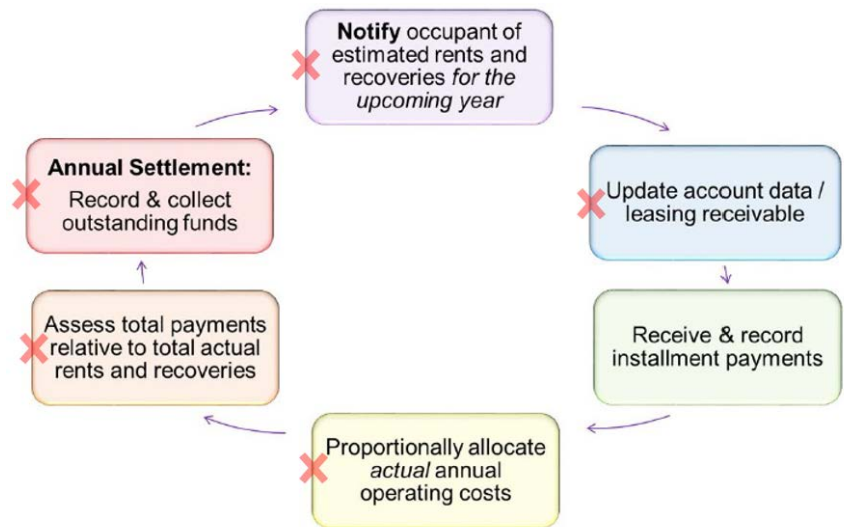 Notify occupant of
estimated rents and
recoveries for the
upcoming year
Update account data /
leasing receivable
Receive & record
installment payments
Proportionally allocate
actual annual
operating costs
Assess total payments
relative to total actual
rents and recoveries
Annual Settlement:
Record & collect
outstanding funds